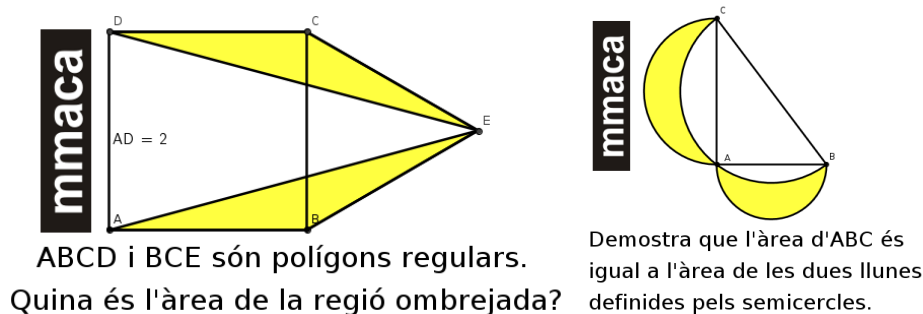 mmaca
D
C
E
AD = 2
A
B
ABCD i BCE són polígons regulars.
Quina és l'àrea de la regió ombrejada?
mmaca
C
A
B
Demostra que l'àrea d'ABC és
igual a l'àrea de les dues llunes
definides pels semicercles.